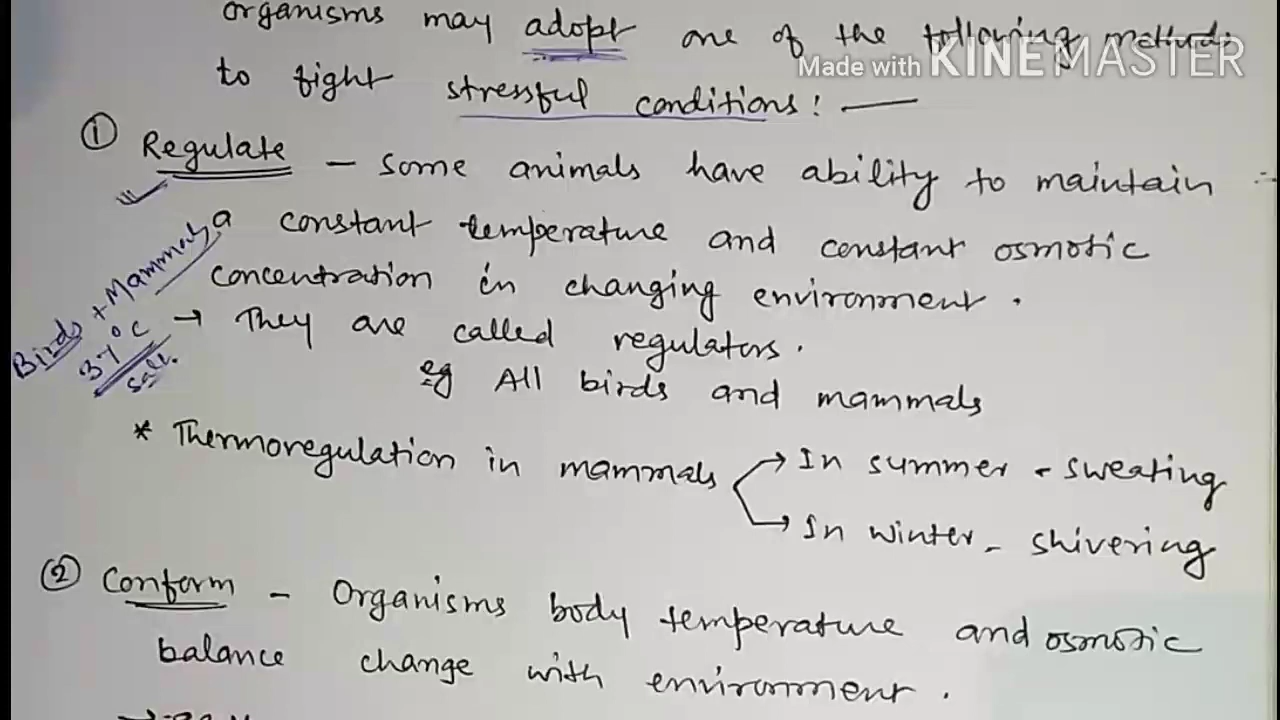 organisms may adopt one of the following methods
Made with KINEMASTER
to fight stressful conditions! —
① Regulate — Some animals have ability to maintain
a constant temperature and constant osmotic
concentration in changing environment.
Birds + Mammals
37°C
→ They are called regulators.
eg All birds and mammals
* Thermoregulation in mammals → In summer - sweating
→ In winter - shivering
② Conform - Organisms body temperature and osmotic
balance change with environment.